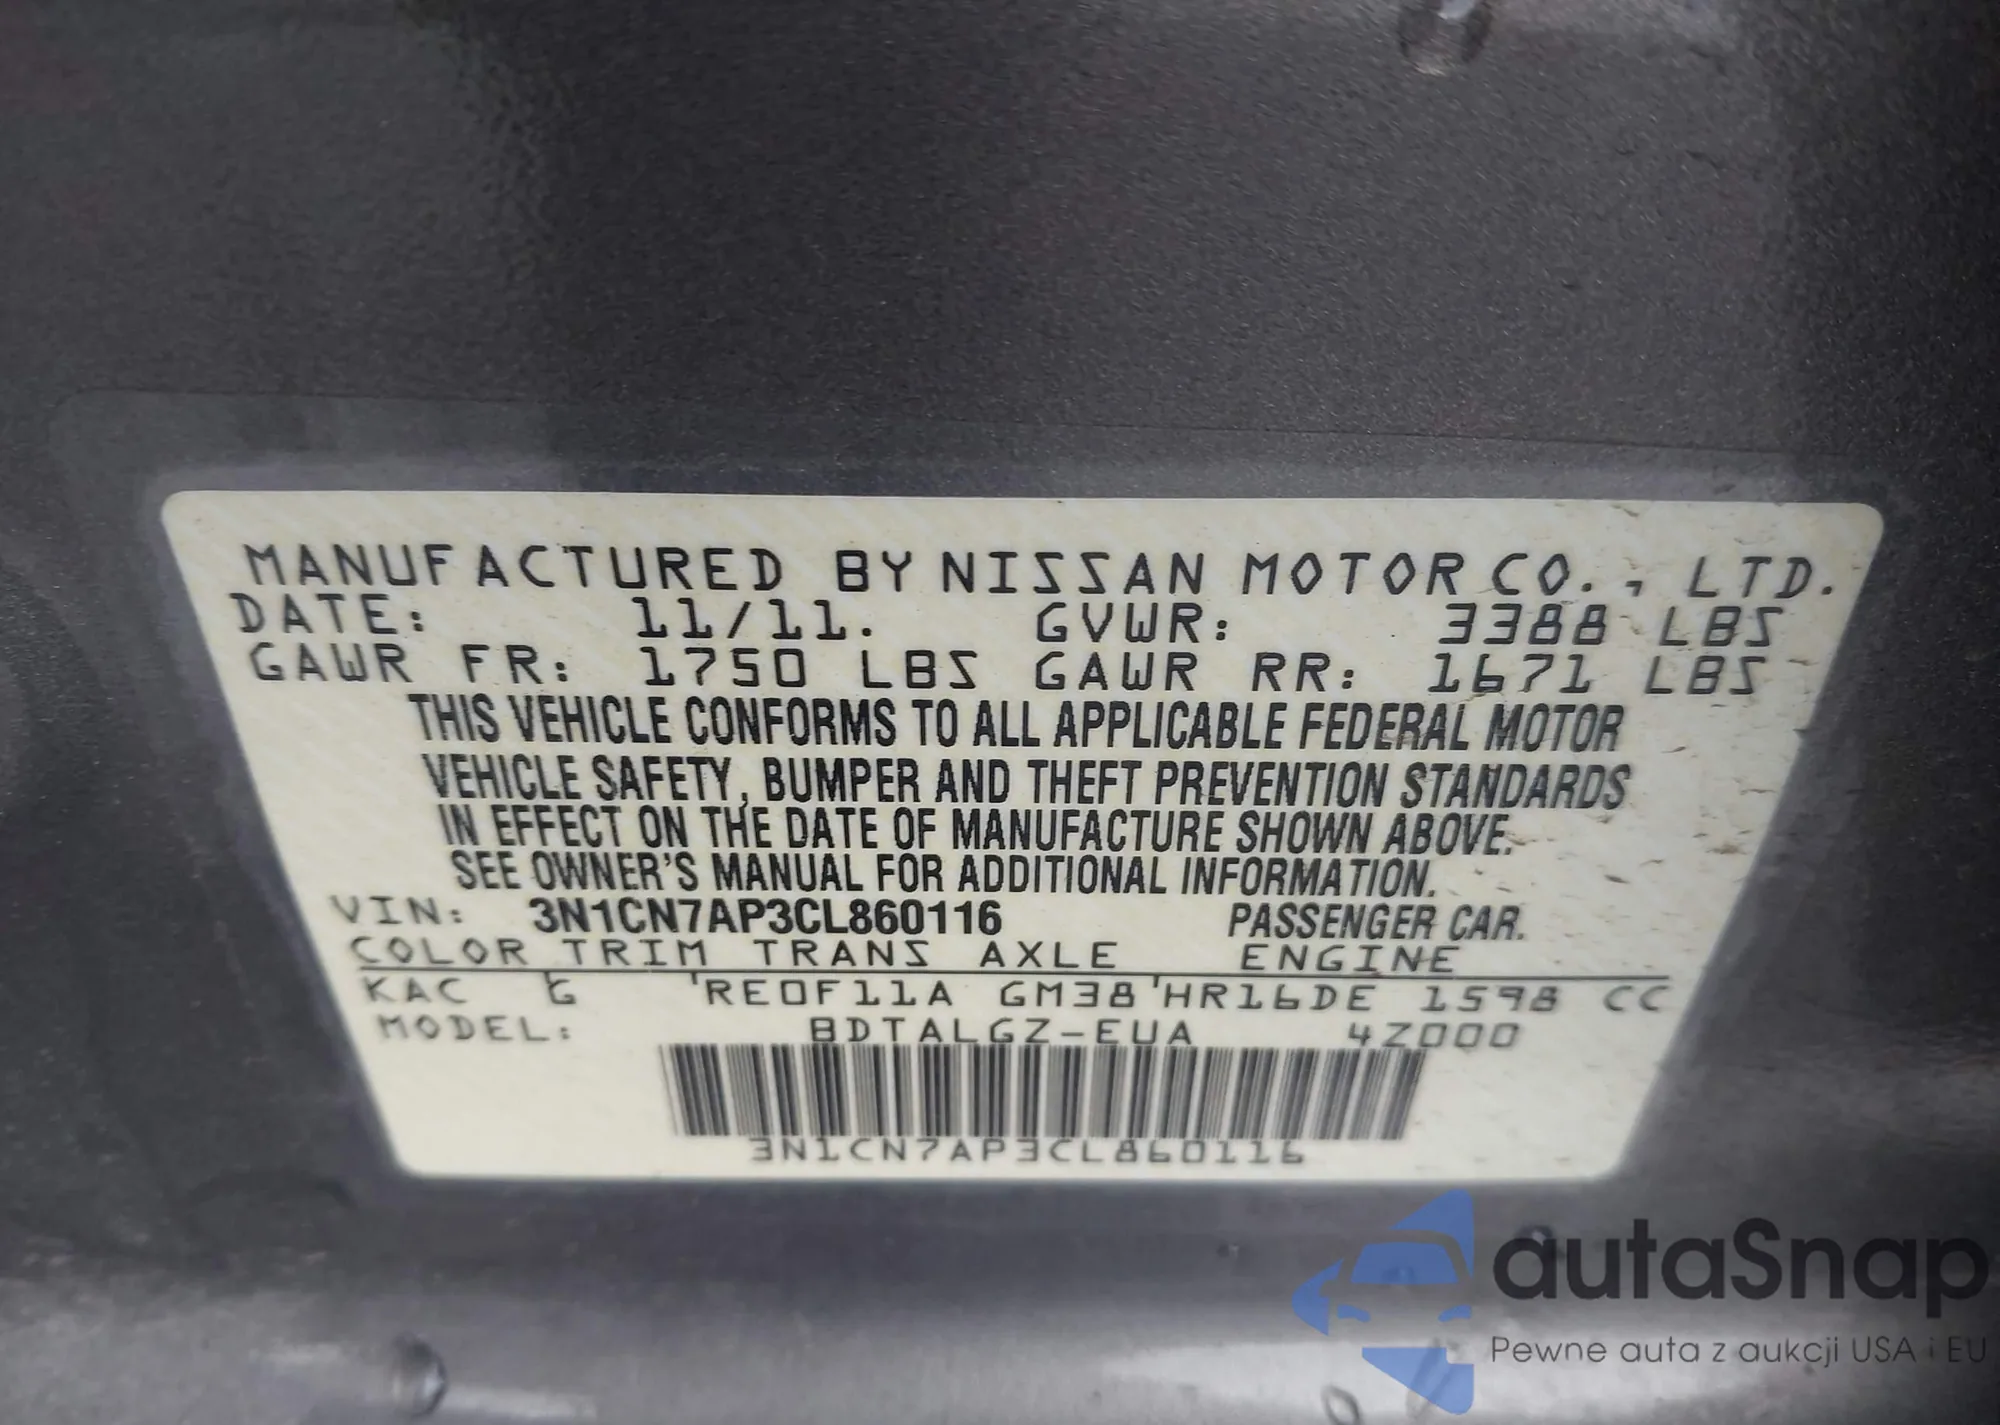 MANUFACTURED BY NISSAN MOTOR CO., LTD.
DATE: 11/11. GVWR: 3388 LBS
GAWR FR: 1750 LBS GAWR RR: 1671 LBS
THIS VEHICLE CONFORMS TO ALL APPLICABLE FEDERAL MOTOR
VEHICLE SAFETY, BUMPER AND THEFT PREVENTION STANDARDS
IN EFFECT ON THE DATE OF MANUFACTURE SHOWN ABOVE.
SEE OWNER'S MANUAL FOR ADDITIONAL INFORMATION.
VIN: 3N1CN7AP3CL860116 PASSENGER CAR.
COLOR TRIM TRANS AXLE ENGINE
KAC G 'RE0F11A GM38'HR16DE 1598 CC
MODEL: BDTALGZ-EUA 4Z000
3N1CN7AP3CL860116
autaSnap
Pewne auta z aukcji USA i EU